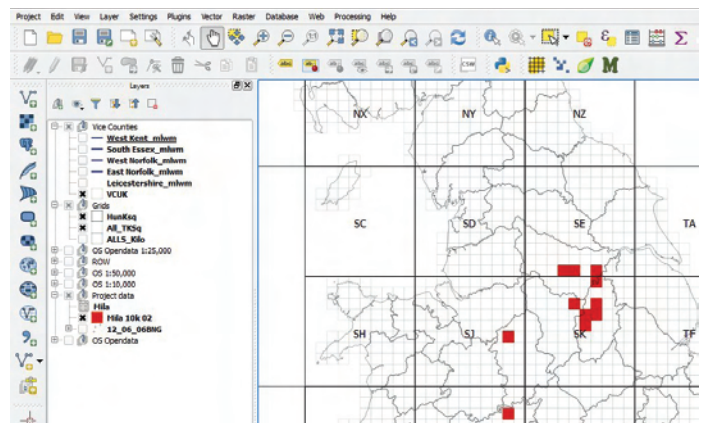 Project Edit View Layer Settings Plugins Vector Raster Database Web Processing Help
CSW
Layers
Vice Counties
West Kent_mlwm
South Essex_mlwm
West Norfolk_mlwm
East Norfolk_mlwm
Leicestershire_mlwm
VCUK
Grids
HunKsq
All_TKSq
ALLS_Kilo
OS Opendata 1:25,000
ROW
OS 1:50,000
OS 1:10,000
Project data
Mila
Mila 10k 02
12_06_06BNG
OS Opendata
NX NY NZ
SC SD SE TA
SH SJ SK TF